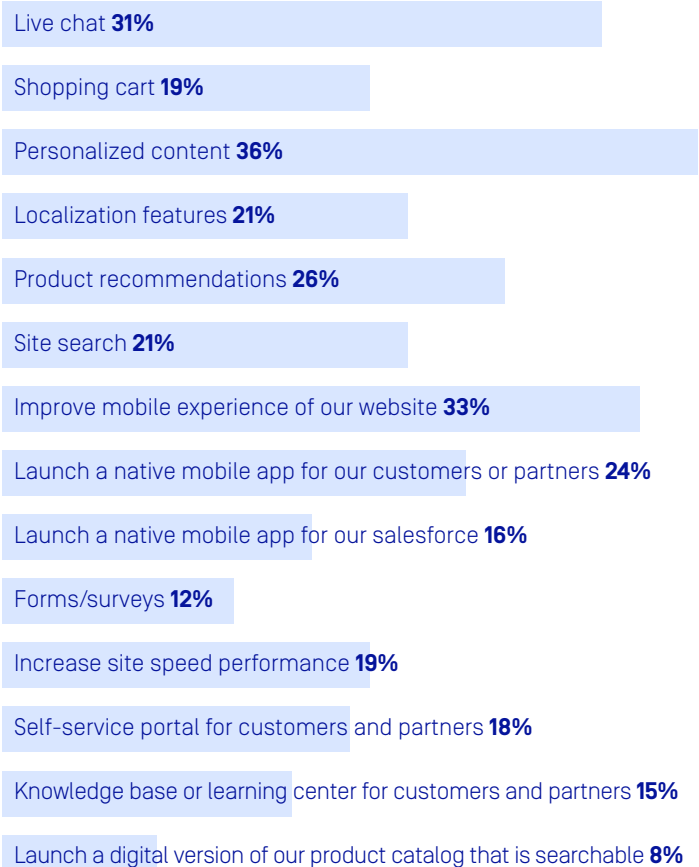 Live chat 31%
Shopping cart 19%
Personalized content 36%
Localization features 21%
Product recommendations 26%
Site search 21%
Improve mobile experience of our website 33%
Launch a native mobile app for our customers or partners 24%
Launch a native mobile app for our salesforce 16%
Forms/surveys 12%
Increase site speed performance 19%
Self-service portal for customers and partners 18%
Knowledge base or learning center for customers and partners 15%
Launch a digital version of our product catalog that is searchable 8%